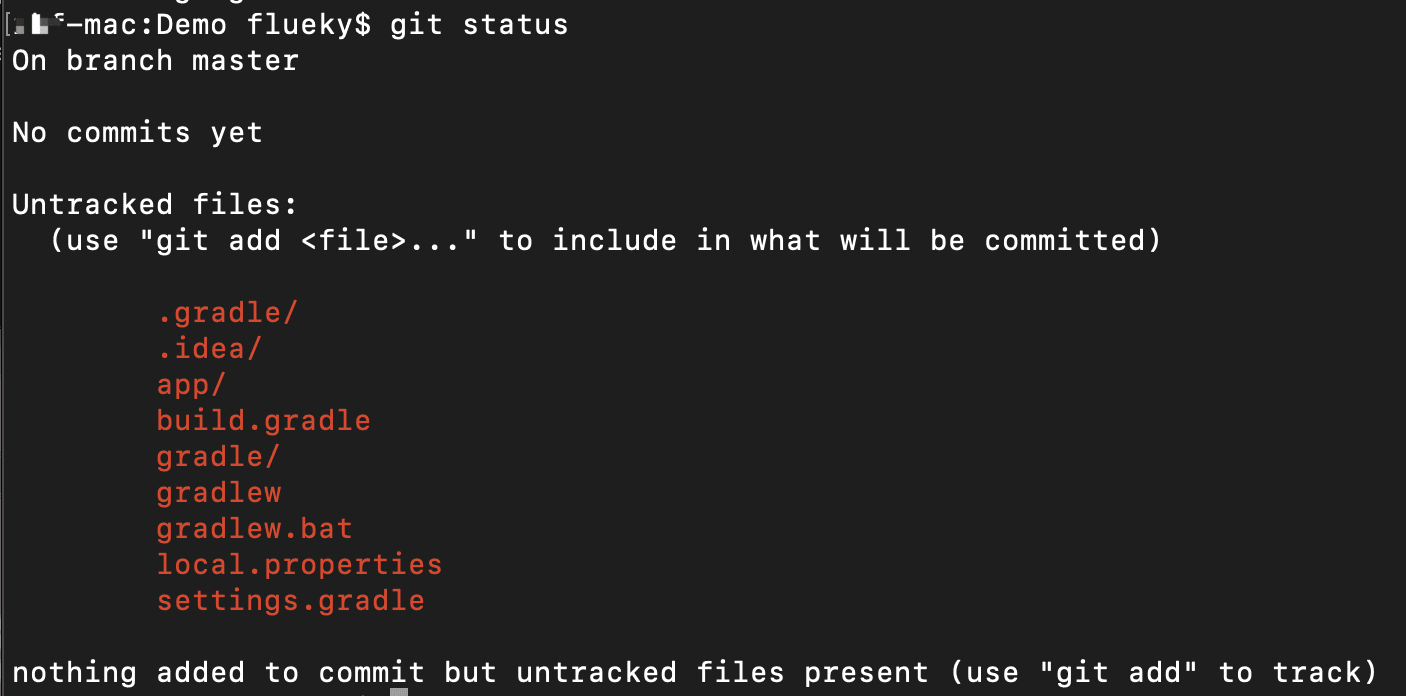 -mac:Demo flueky$ git status
On branch master
No commits yet
Untracked files:
(use "git add <file>..." to include in what will be committed)
.gradle/
.idea/
app/
build.gradle
gradle/
gradlew
gradlew.bat
local.properties
settings.gradle
nothing added to commit but untracked files present (use "git add" to track)